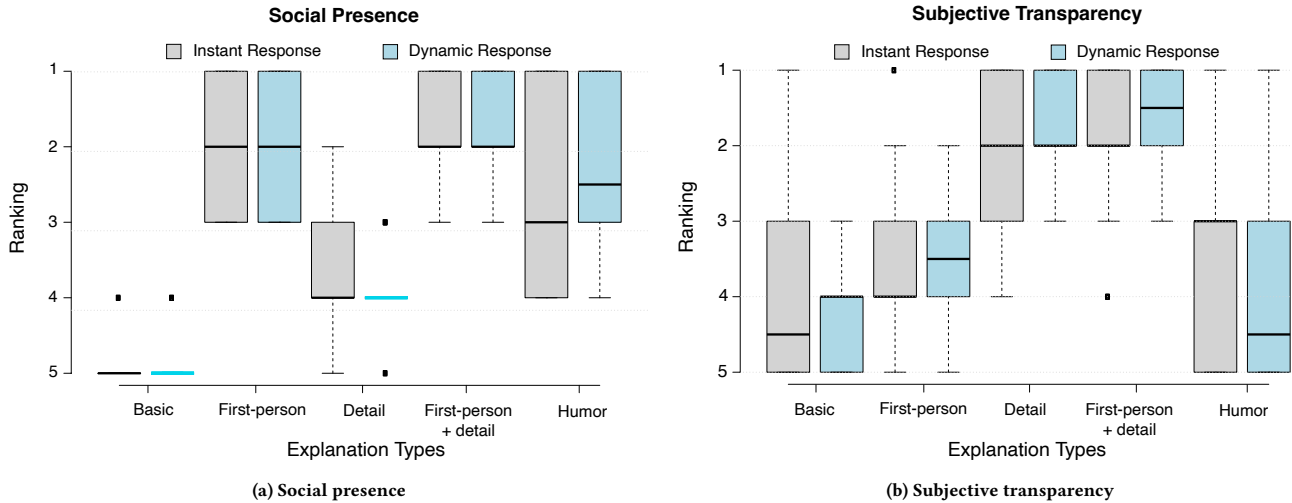 Social Presence
Instant Response
Dynamic Response
Ranking
1
2
3
4
5
Basic
First-person
Detail
First-person
+ detail
Humor
Explanation Types
(a) Social presence
Subjective Transparency
Instant Response
Dynamic Response
Ranking
1
2
3
4
5
Basic
First-person
Detail
First-person
+ detail
Humor
Explanation Types
(b) Subjective transparency